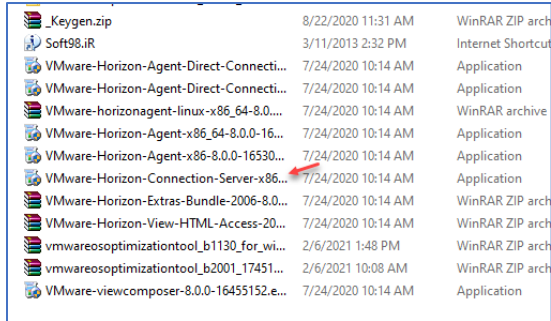 _Keygen.zip 8/22/2020 11:31 AM WinRAR ZIP arch
Soft98.iR 3/11/2013 2:32 PM Internet Shortcut
VMware-Horizon-Agent-Direct-Connecti... 7/24/2020 10:14 AM Application
VMware-Horizon-Agent-Direct-Connecti... 7/24/2020 10:14 AM Application
VMware-horizonagent-linux-x86_64-8.0.... 7/24/2020 10:14 AM WinRAR archive
VMware-Horizon-Agent-x86_64-8.0.0-16... 7/24/2020 10:14 AM Application
VMware-Horizon-Agent-x86-8.0.0-16530... 7/24/2020 10:14 AM Application
VMware-Horizon-Connection-Server-x86... 7/24/2020 10:14 AM Application
VMware-Horizon-Extras-Bundle-2006-8.0... 7/24/2020 10:14 AM WinRAR ZIP arch
VMware-Horizon-View-HTML-Access-20... 7/24/2020 10:14 AM WinRAR ZIP arch
vmwareosoptimizationtool_b1130_for_wi... 2/6/2021 1:48 PM WinRAR ZIP arch
vmwareosoptimizationtool_b2001_17451... 2/6/2021 10:08 AM WinRAR ZIP arch
VMware-viewcomposer-8.0.0-16455152.e... 7/24/2020 10:14 AM Application